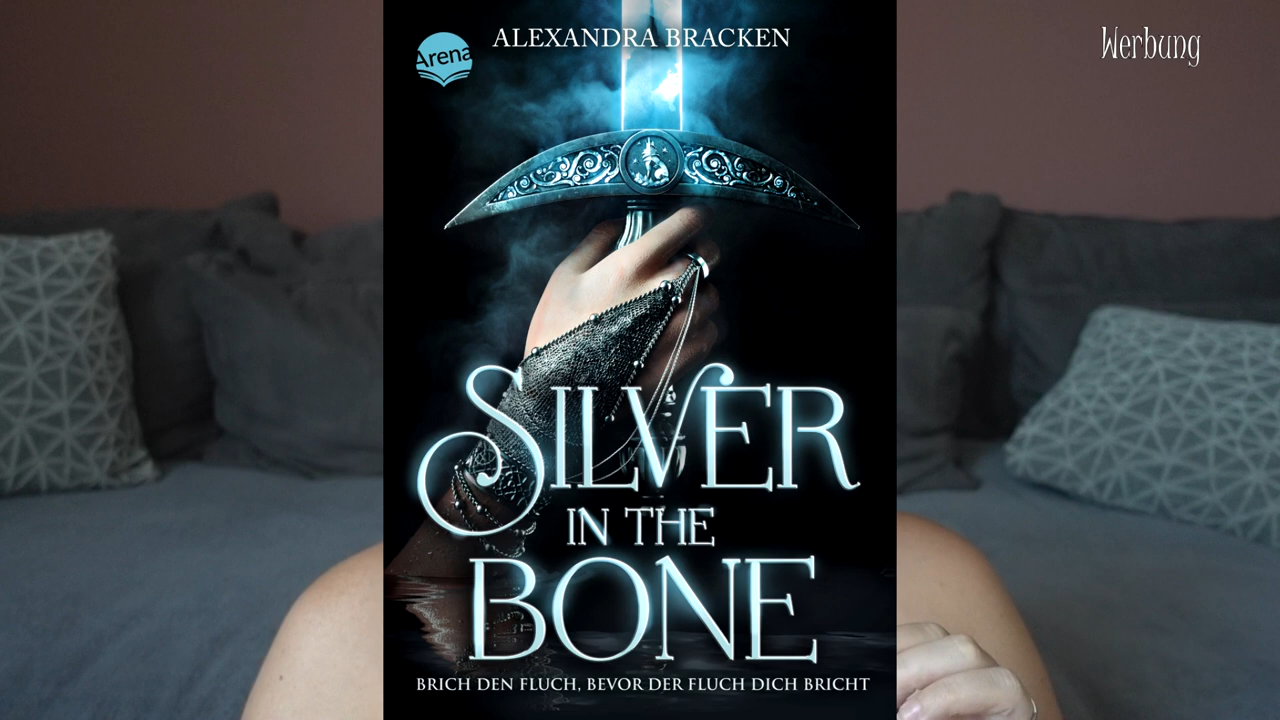 ALEXANDRA BRACKEN
Arena
Werbung
SILVER
IN THE
BONE
BRICH DEN FLUCH, BEVOR DER FLUCH DICH BRICHT